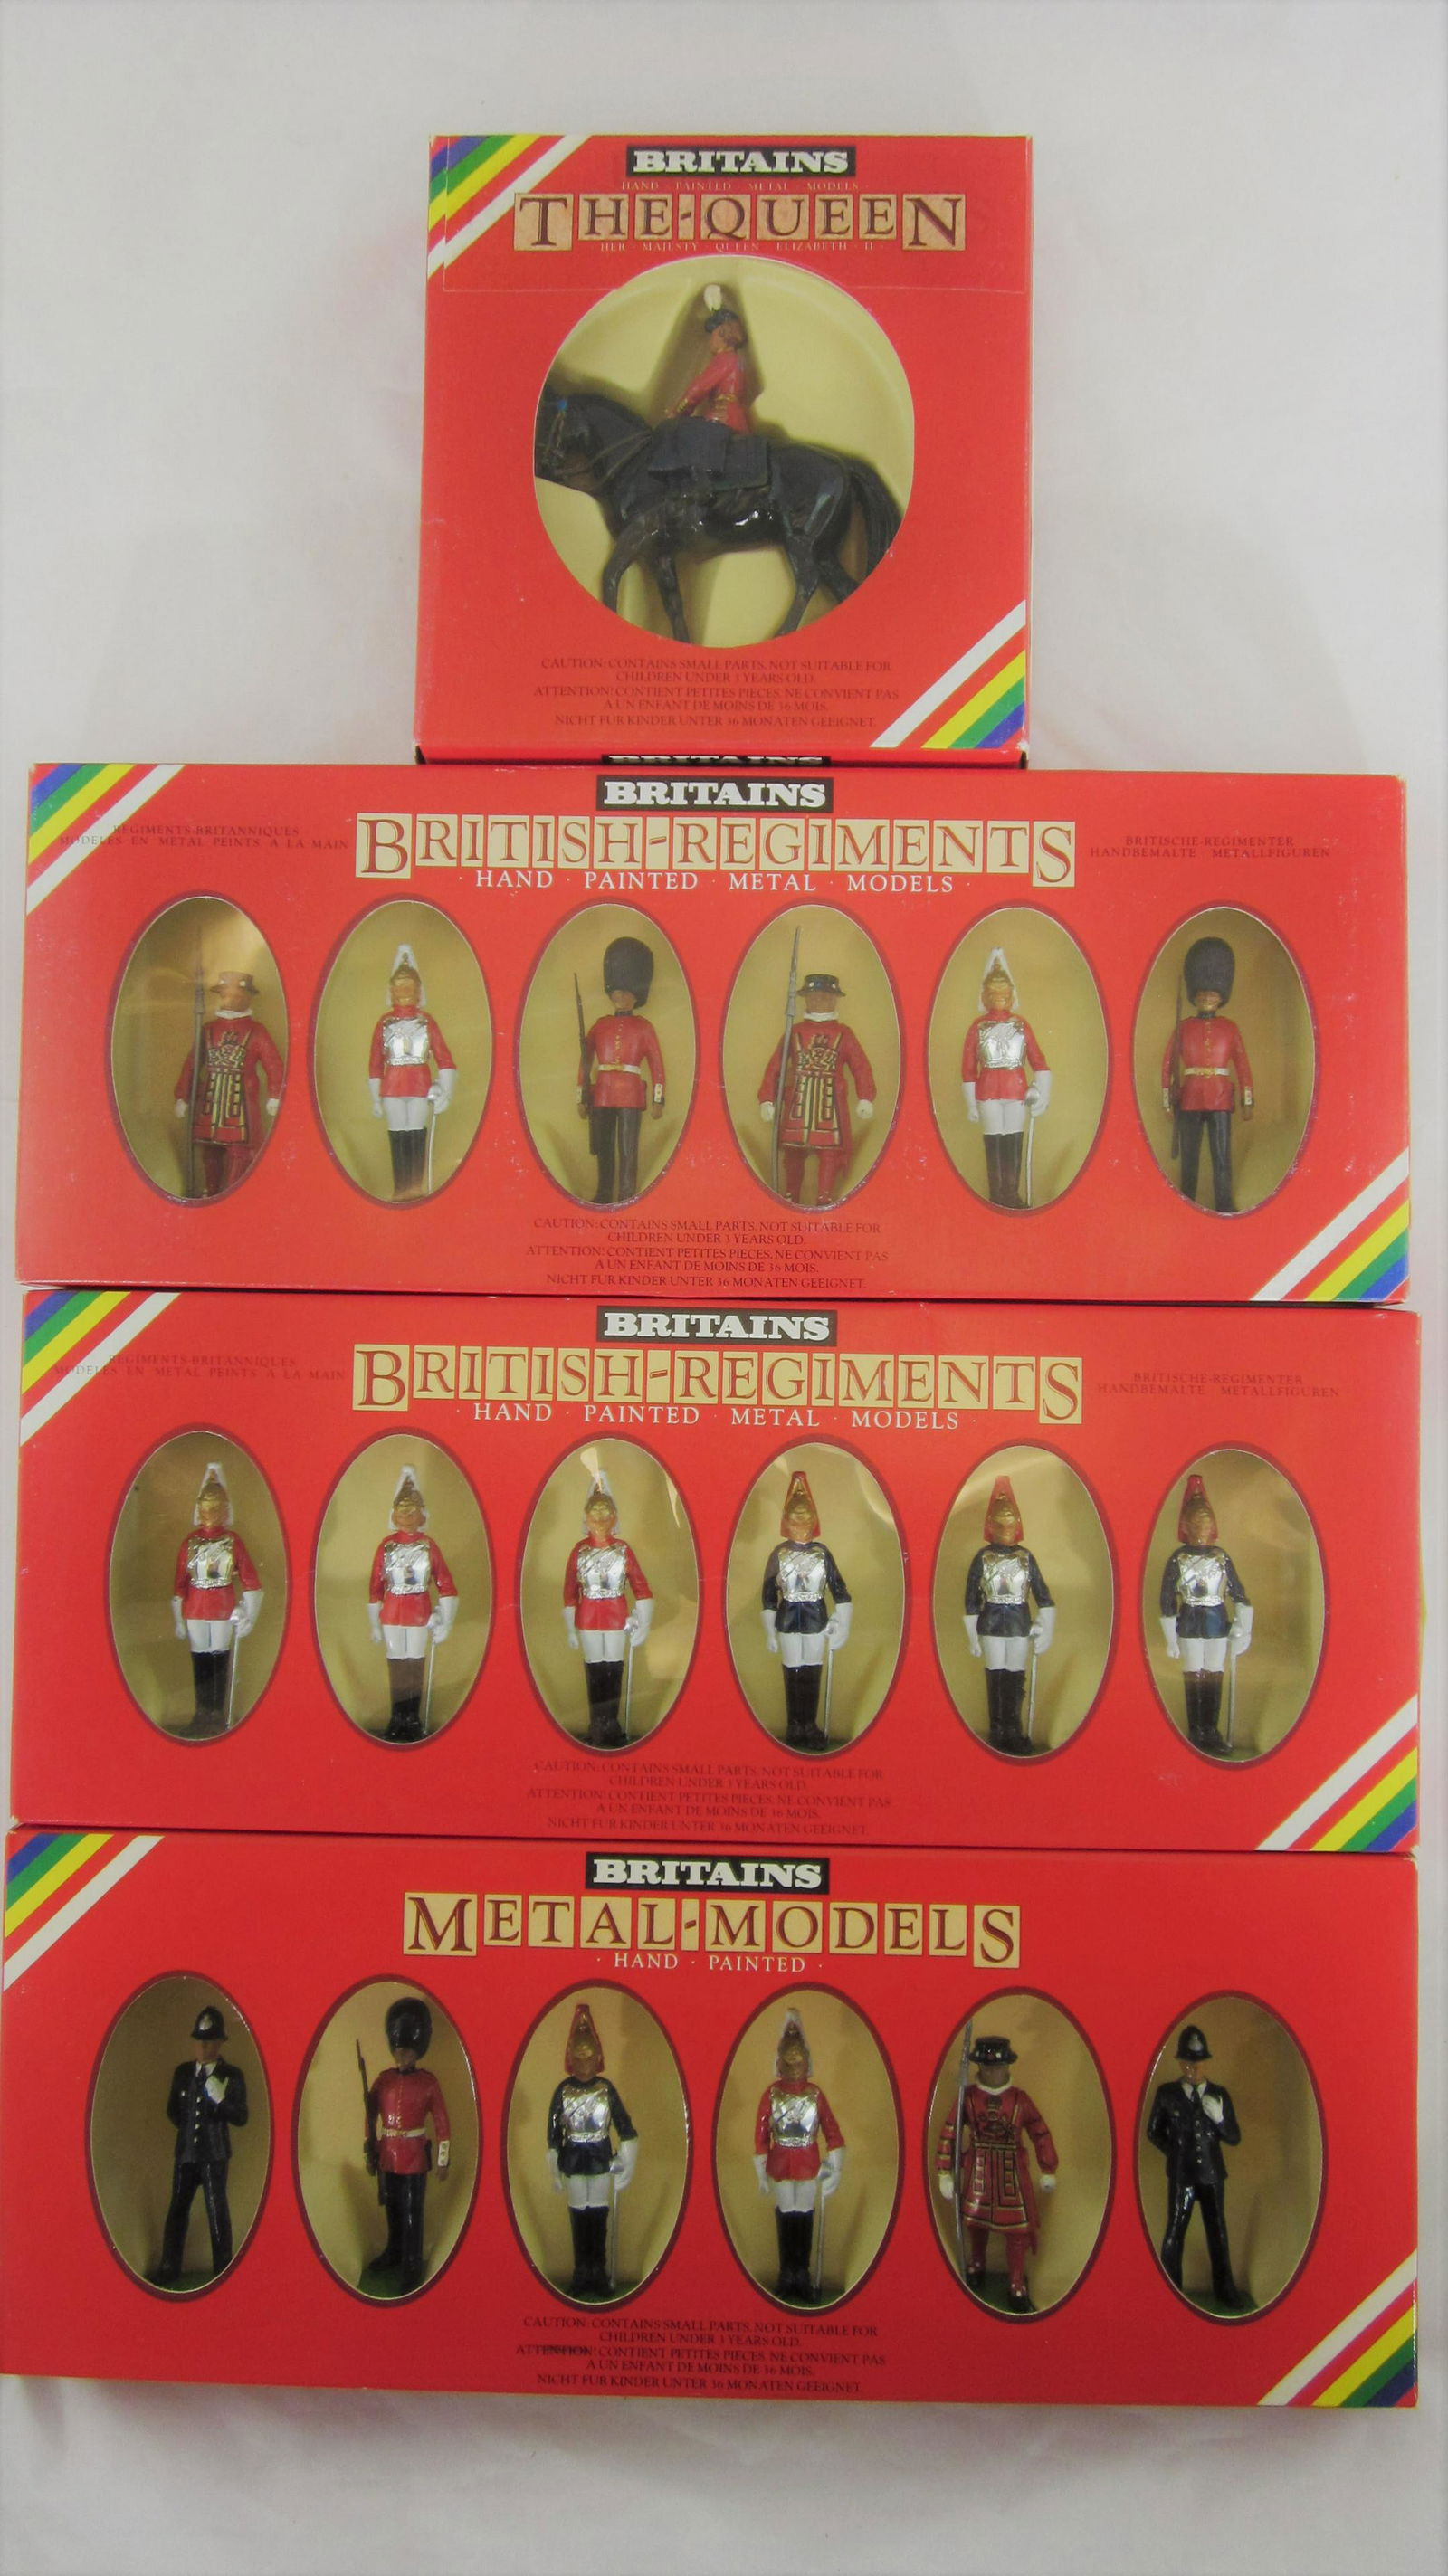 BRITAINS
HAND · PAINTED · METAL · MODELS
THE-QUEEN
HER · MAJESTY · QUEEN · ELIZABETH · II ·
CAUTION: CONTAINS SMALL PARTS. NOT SUITABLE FOR
CHILDREN UNDER 3 YEARS OLD.
ATTENTION! CONTIENT PETITES PIECES. NE CONVIENT PAS
A UN ENFANT DE MOINS DE 36 MOIS.
NICHT FUR KINDER UNTER 36 MONATEN GEEIGNET.
BRITAINS
BRITAINS
REGIMENTS·BRITANNIQUES
MODELES EN METAL PEINTS A LA MAIN
BRITISH-REGIMENTS
· HAND · PAINTED · METAL · MODELS ·
BRITISCHE·REGIMENTER
HANDBEMALTE METALLFIGUREN
CAUTION: CONTAINS SMALL PARTS. NOT SUITABLE FOR
CHILDREN UNDER 3 YEARS OLD.
ATTENTION: CONTIENT PETITES PIECES. NE CONVIENT PAS
A UN ENFANT DE MOINS DE 36 MOIS.
NICHT FUR KINDER UNTER 36 MONATEN GEEIGNET.
BRITAINS
REGIMENTS·BRITANNIQUES
MODELES EN METAL PEINTS A LA MAIN
BRITISH-REGIMENTS
· HAND · PAINTED · METAL · MODELS ·
BRITISCHE·REGIMENTER
HANDBEMALTE METALLFIGUREN
CAUTION: CONTAINS SMALL PARTS. NOT SUITABLE FOR
CHILDREN UNDER 3 YEARS OLD.
ATTENTION: CONTIENT PETITES PIECES. NE CONVIENT PAS
A UN ENFANT DE MOINS DE 36 MOIS.
NICHT FUR KINDER UNTER 36 MONATEN GEEIGNET.
BRITAINS
METAL-MODELS
· HAND · PAINTED ·
CAUTION: CONTAINS SMALL PARTS. NOT SUITABLE FOR
CHILDREN UNDER 3 YEARS OLD.
ATTENTION: CONTIENT PETITES PIECES. NE CONVIENT PAS
A UN ENFANT DE MOINS DE 36 MOIS.
NICHT FUR KINDER UNTER 36 MONATEN GEEIGNET.